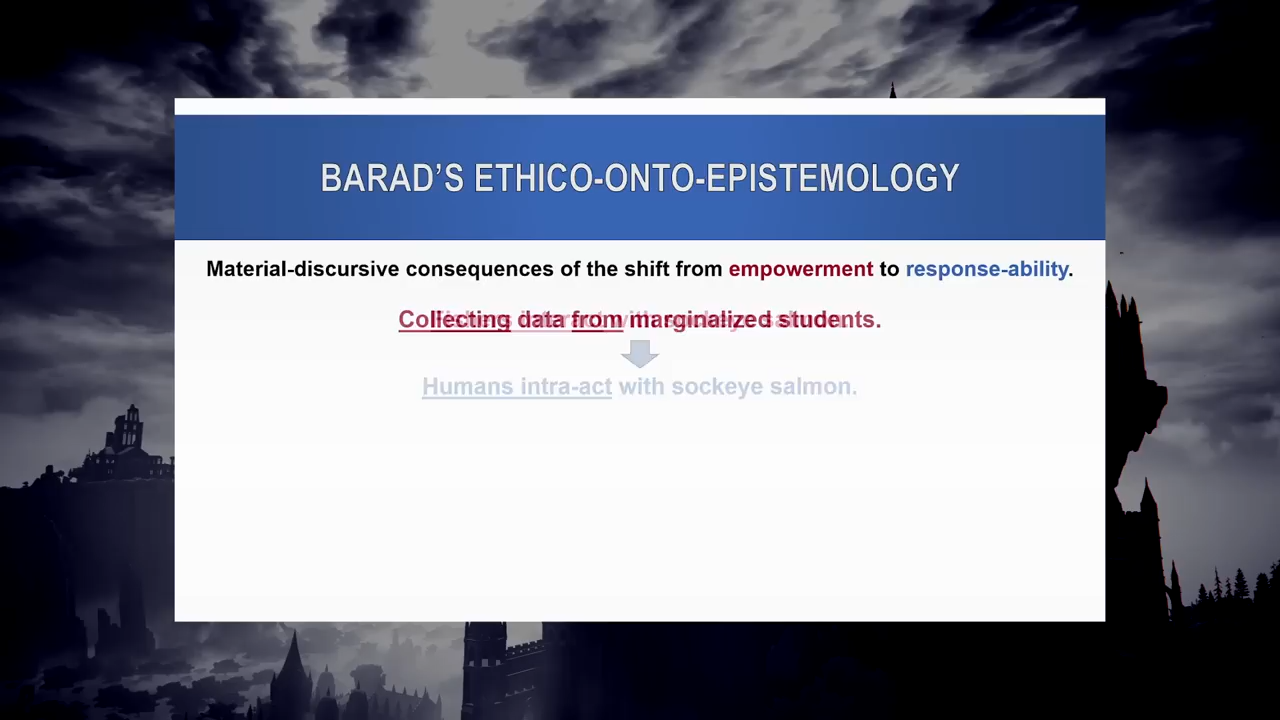 BARAD'S ETHICO-ONTO-EPISTEMOLOGY
Material-discursive consequences of the shift from empowerment to response-ability.
Collecting data from marginalized students.
Humans intra-act with sockeye salmon.